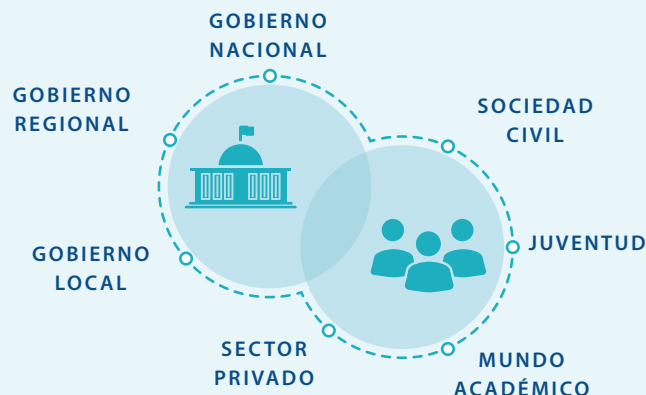 GOBIERNO
NACIONAL
GOBIERNO
REGIONAL
SOCIEDAD
CIVIL
GOBIERNO
LOCAL
JUVENTUD
SECTOR
PRIVADO
MUNDO
ACADÉMICO